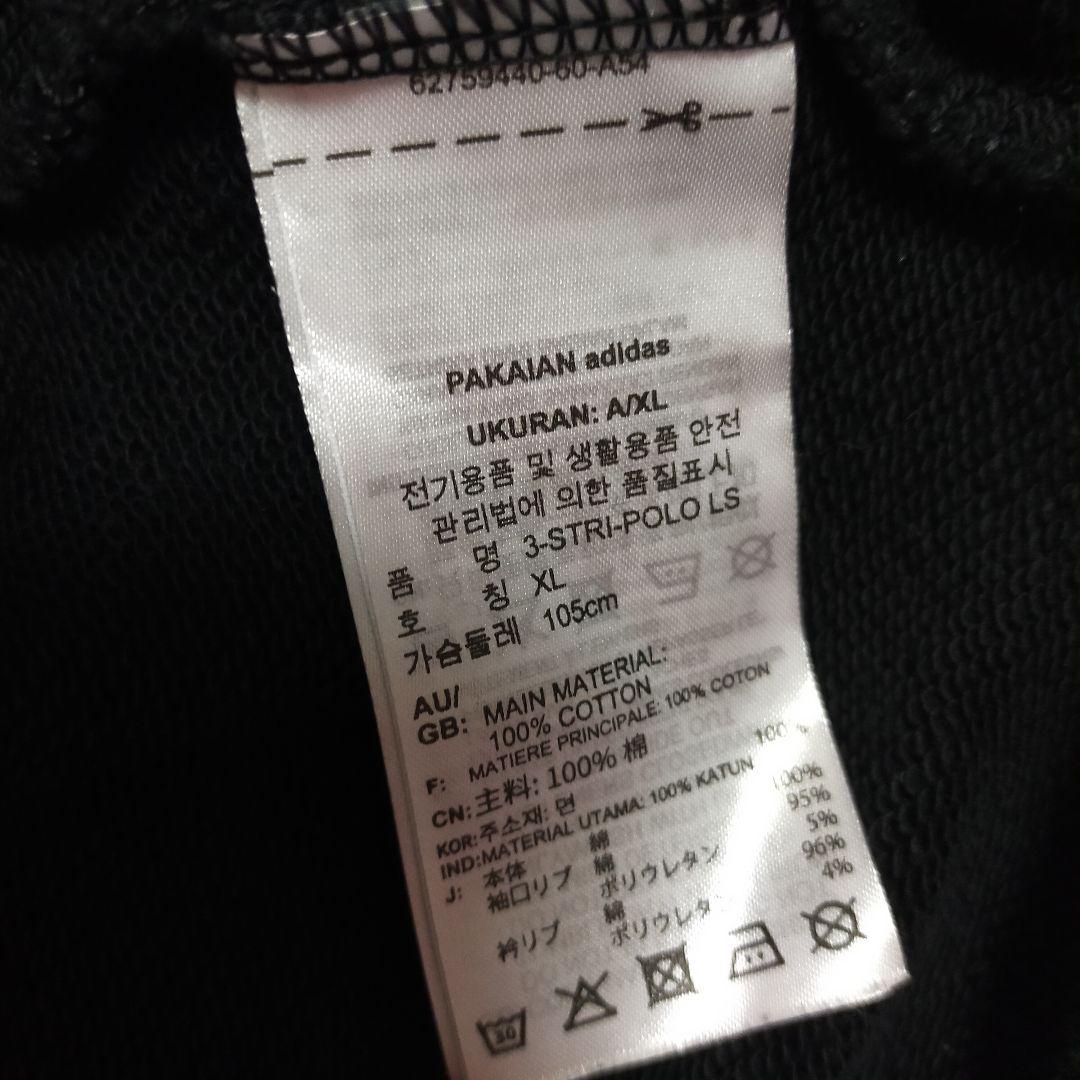 62759440-60-A54
PAKAIAN adidas
UKURAN: A/XL
전기용품 및 생활용품 안전
관리법에 의한 품질표시
품 명 3-STRI-POLO LS
호 칭 XL
가슴둘레 105cm
AU/
GB: MAIN MATERIAL:
100% COTTON
F: MATIERE PRINCIPALE: 100% COTON
CN: 主料: 100% 棉
KOR: 주소재: 면 100%
IND: MATERIAL UTAMA: 100% KATUN
J: 本体 綿 100%
袖口リブ 綿 95%
ポリウレタン 5%
衿リブ 綿 96%
ポリウレタ 4%
30